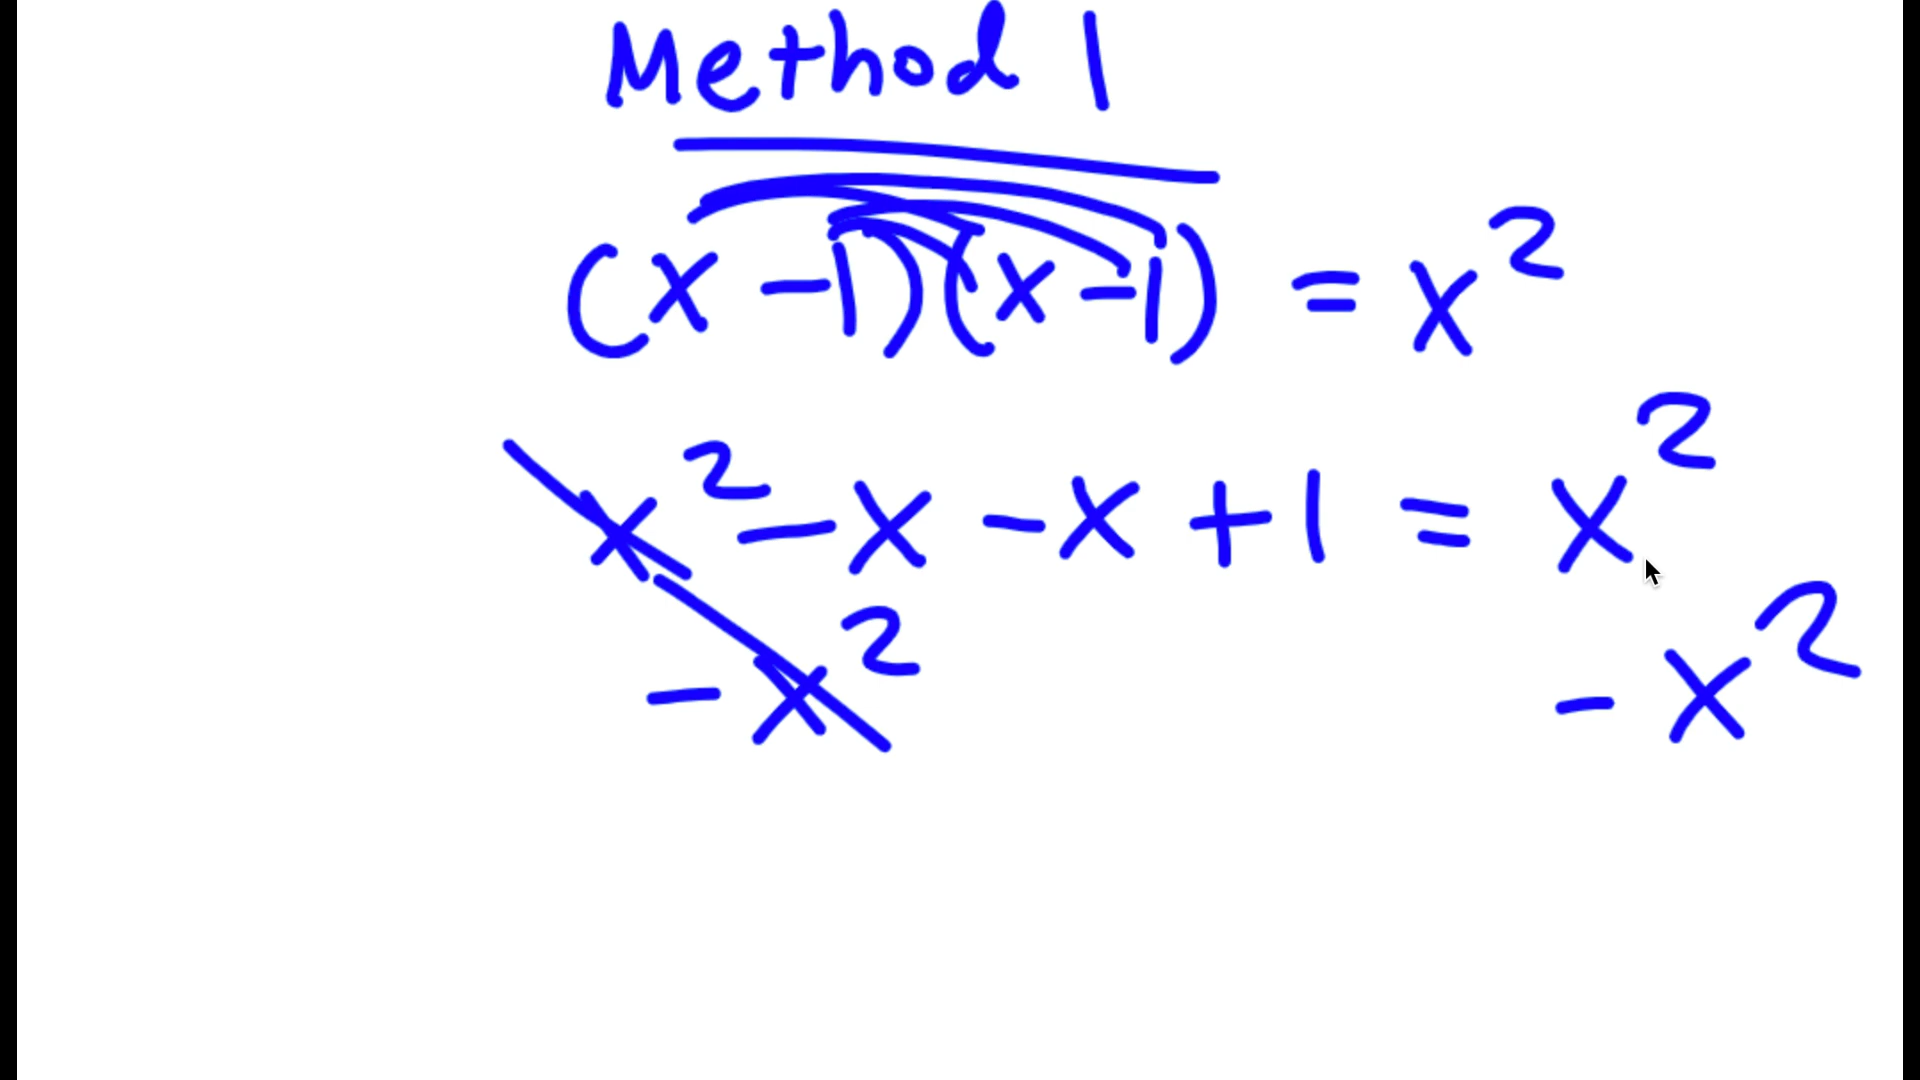 Method 1
(x - 1)(x - 1) = x²
x² - x - x + 1 = x²
- x² - x²